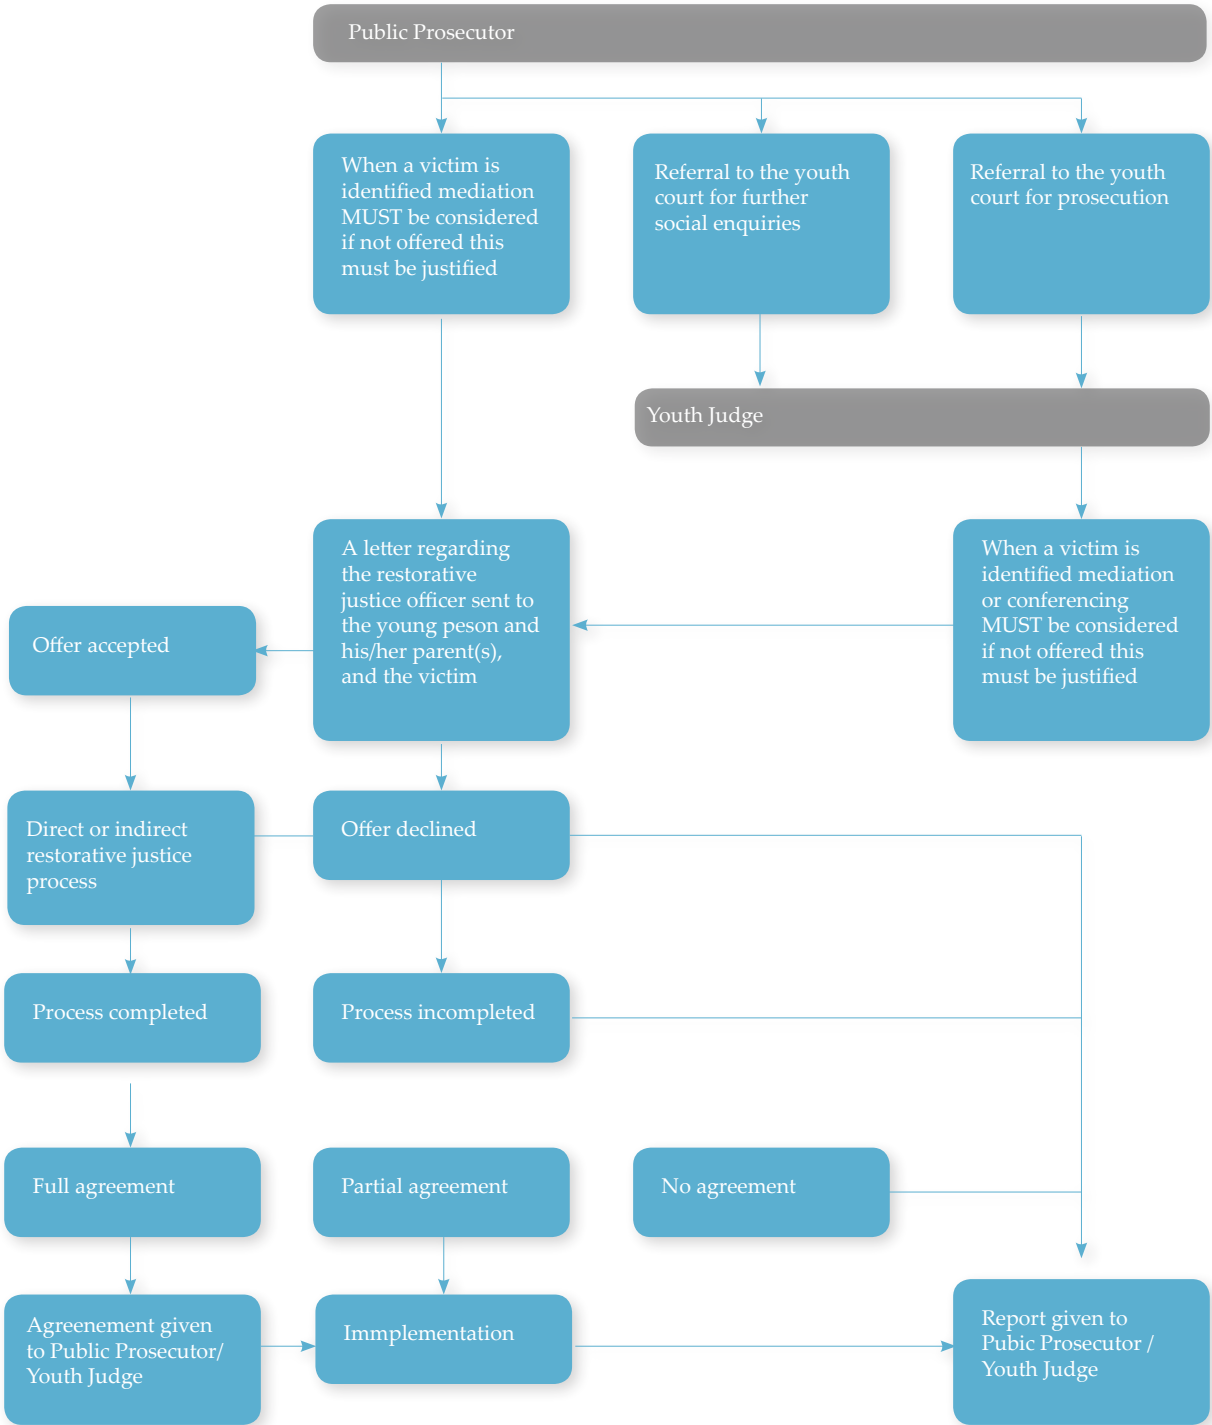 Public Prosecutor
When a victim is
identified mediation
MUST be considered
if not offered this
must be justified
Referral to the youth
court for further
social enquiries
Referral to the youth
court for prosecution
Youth Judge
A letter regarding
the restorative
justice officer sent to
the young peson and
his/her parent(s),
and the victim
When a victim is
identified mediation
or conferencing
MUST be considered
if not offered this
must be justified
Offer accepted
Direct or indirect
restorative justice
process
Offer declined
Process completed
Process incompleted
Full agreement
Partial agreement
No agreement
Agreenement given
to Public Prosecutor/
Youth Judge
Immplementation
Report given to
Pubic Prosecutor /
Youth Judge